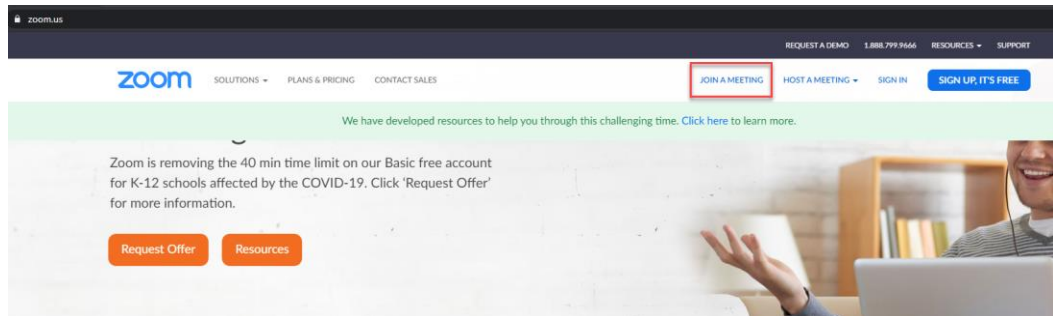 zoom.us
REQUEST A DEMO 1.888.799.9666 RESOURCES SUPPORT
zoom SOLUTIONS PLANS & PRICING CONTACT SALES JOIN A MEETING HOST A MEETING SIGN IN SIGN UP, IT'S FREE
We have developed resources to help you through this challenging time. Click here to learn more.
Zoom is removing the 40 min time limit on our Basic free account
for K-12 schools affected by the COVID-19. Click 'Request Offer'
for more information.
Request Offer Resources